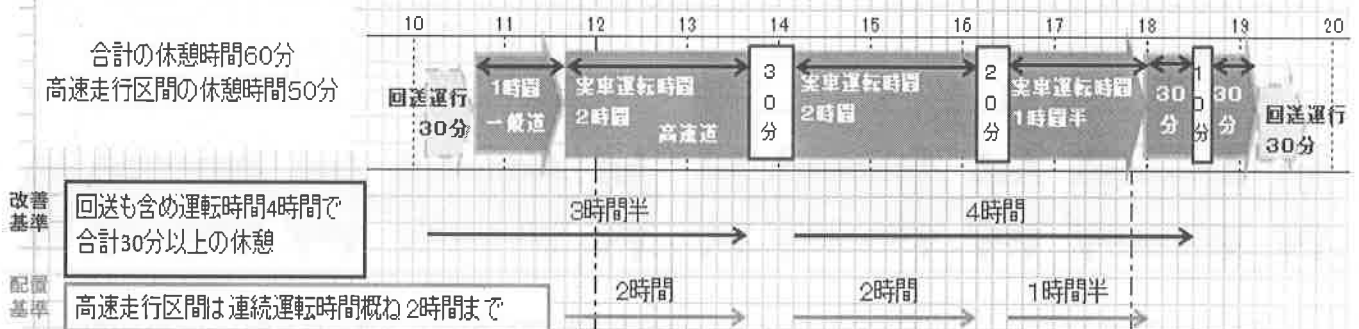 10 11 12 13 14 15 16 17 18 19 20
合計の休憩時間60分
高速走行区間の休憩時間50分
回送運行
30分
1時間
一般道
実車運転時間
2時間
高速道
30分
実車運転時間
2時間
20分
実車運転時間
1時間半
30
分
10分
30
分
回送運行
30分
改善
基準
回送も含め運転時間4時間で
合計30分以上の休憩
3時間半
4時間
配置
基準
高速走行区間は連続運転時間概ね2時間まで
2時間
2時間
1時間半